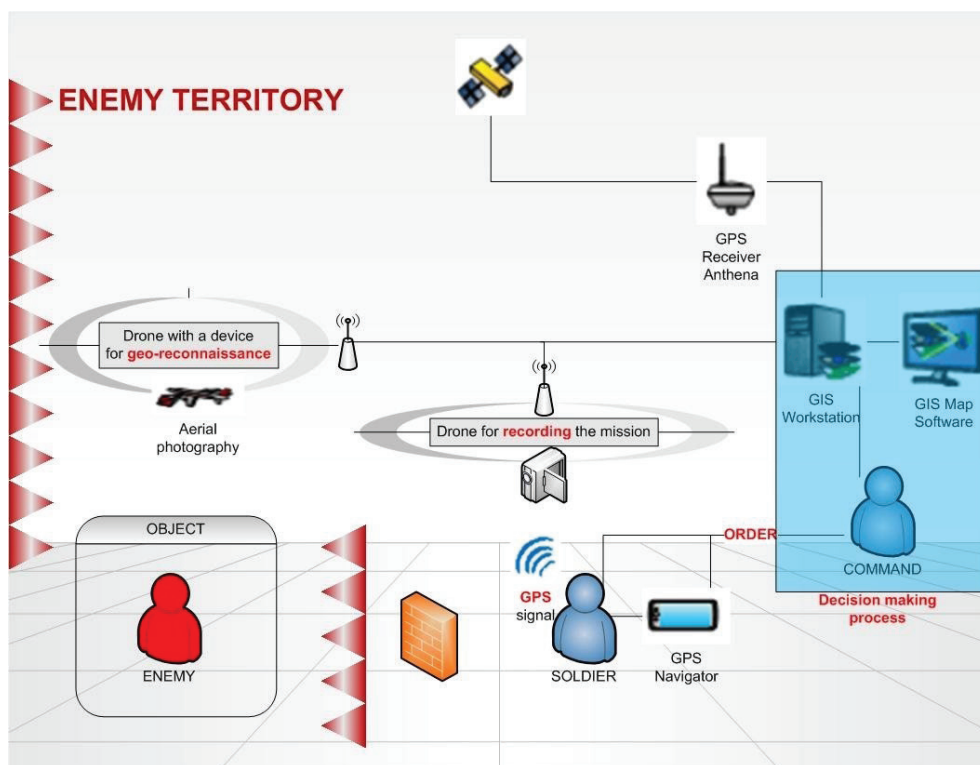 ENEMY TERRITORY
GPS
Receiver
Anthena
Drone with a device
for geo-reconnaissance
Aerial
photography
Drone for recording the mission
GIS
Workstation
GIS Map
Software
OBJECT
ENEMY
GPS
signal
SOLDIER
GPS
Navigator
ORDER
COMMAND
Decision making
process